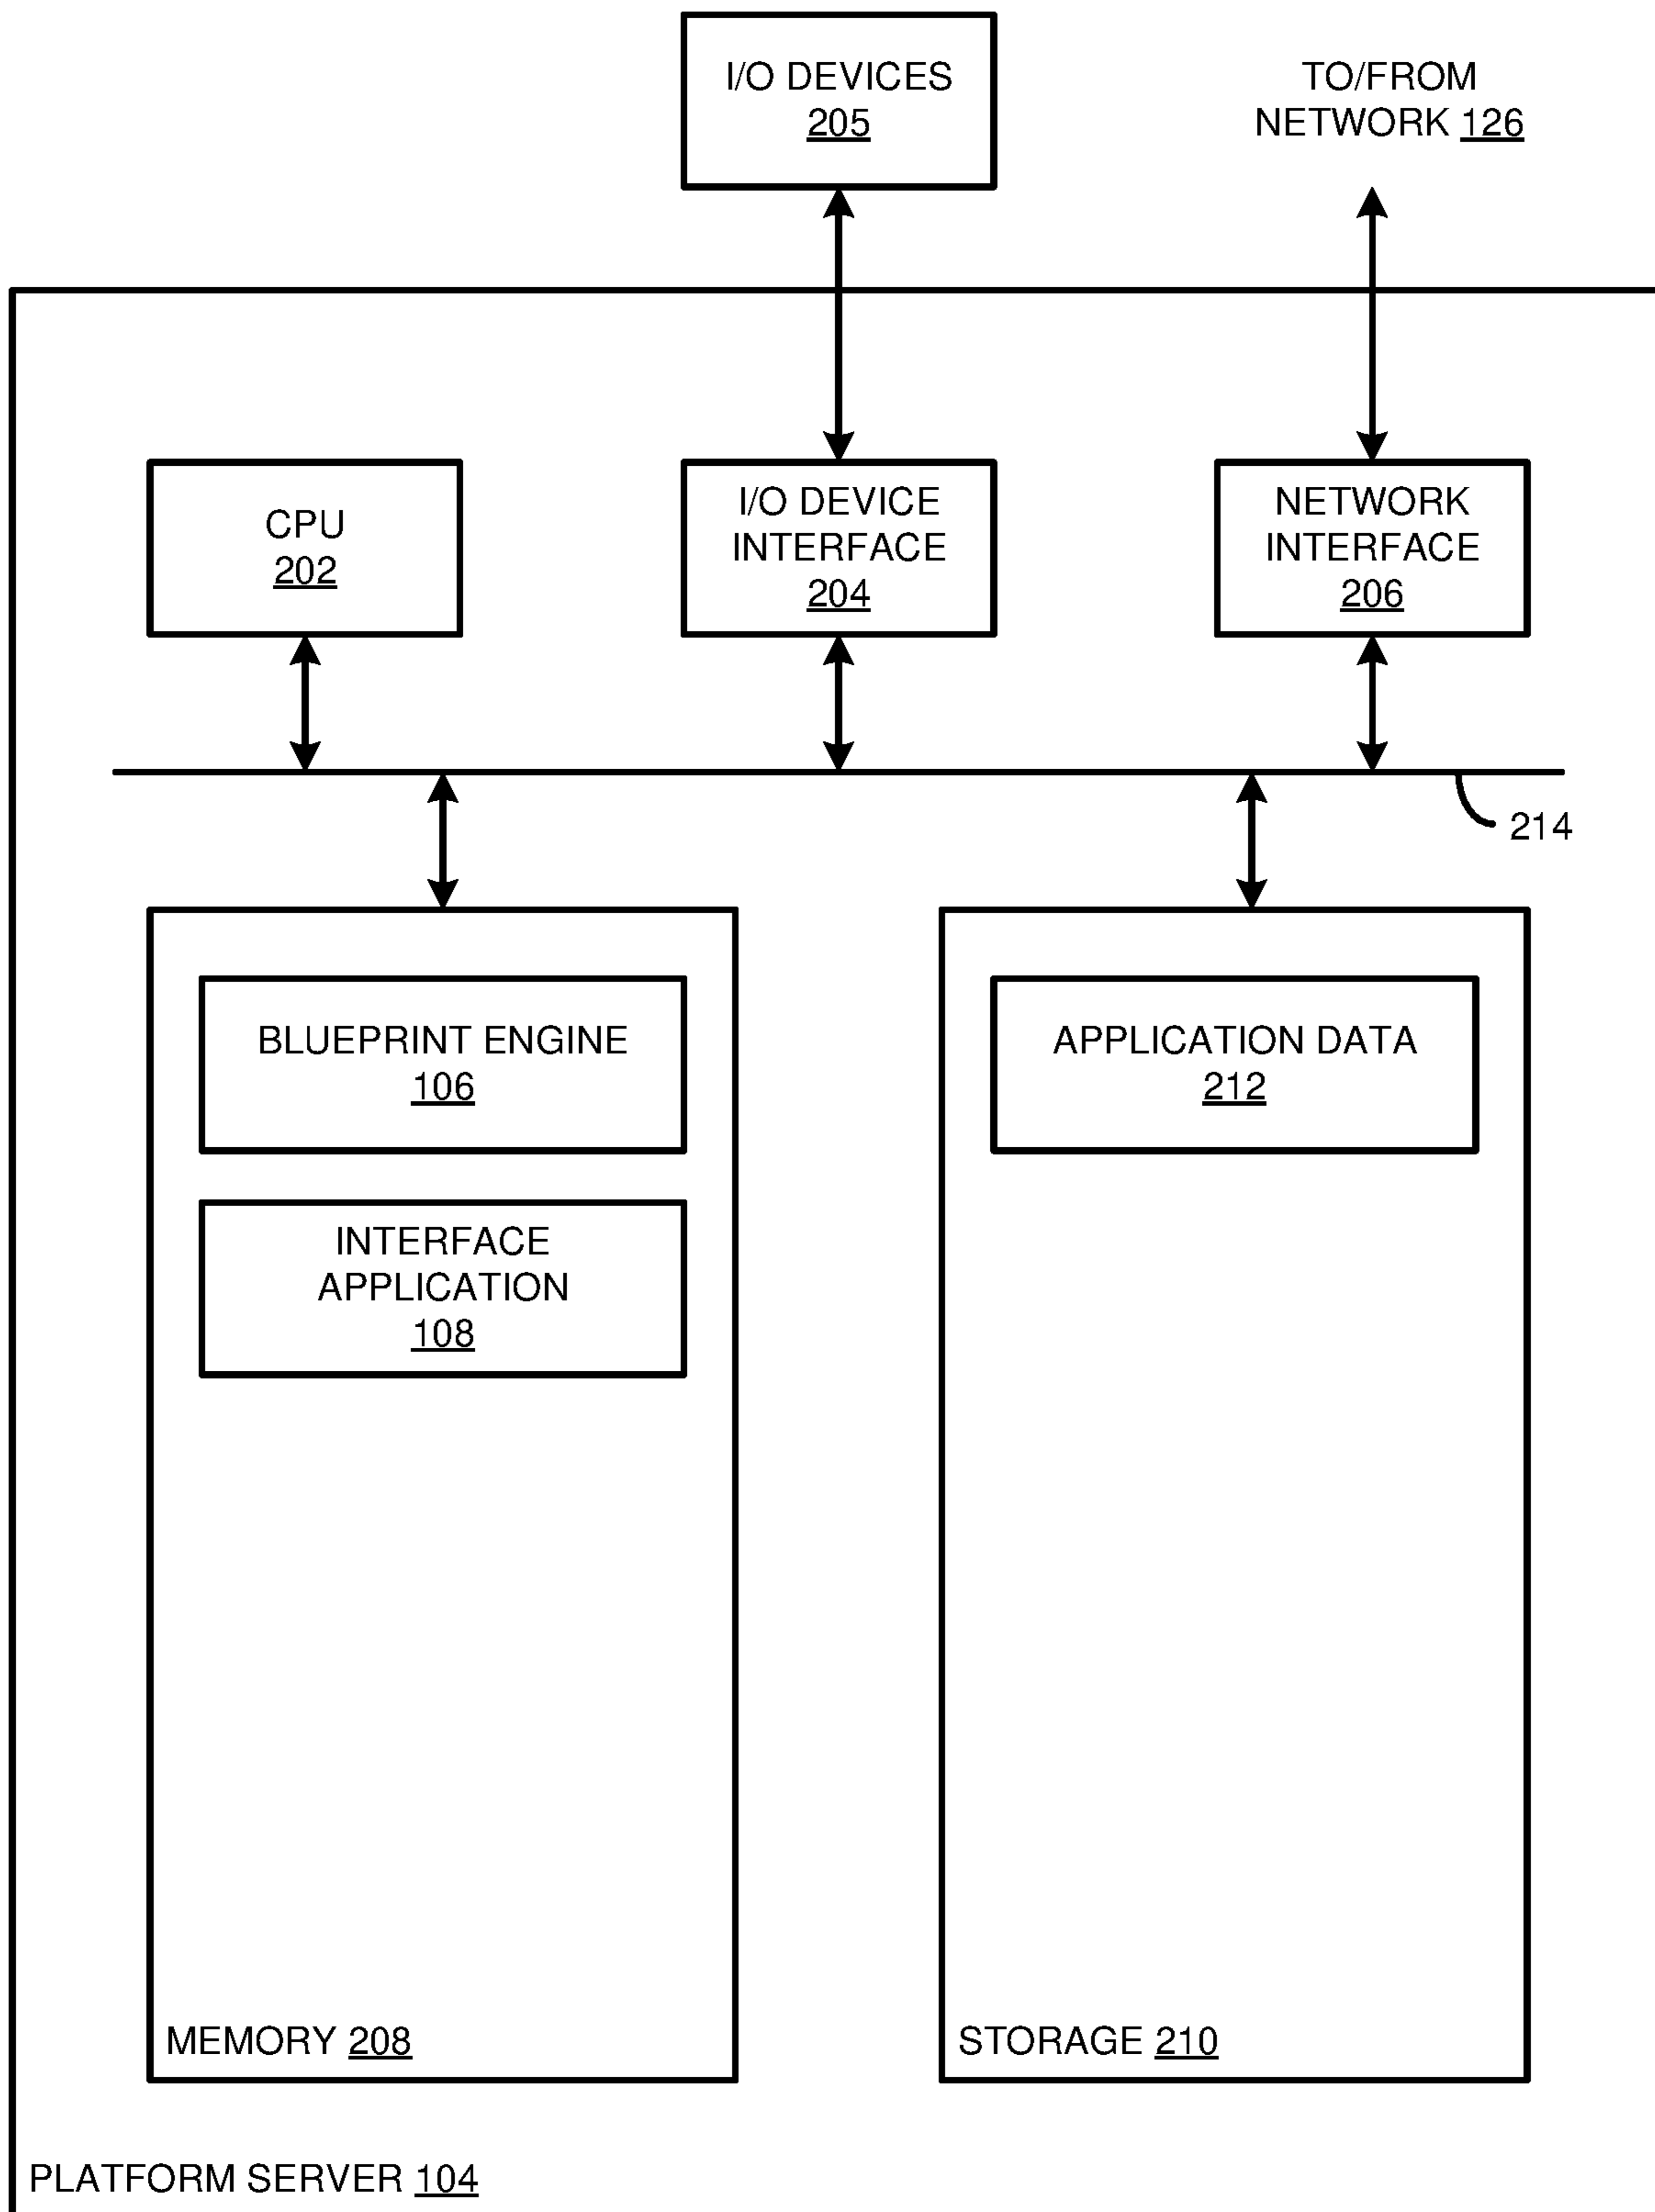 I/O DEVICES
205
TO/FROM
NETWORK 126
CPU
202
I/O DEVICE
INTERFACE
204
NETWORK
INTERFACE
206
214
BLUEPRINT ENGINE
106
INTERFACE
APPLICATION
108
MEMORY 208
APPLICATION DATA
212
STORAGE 210
PLATFORM SERVER 104